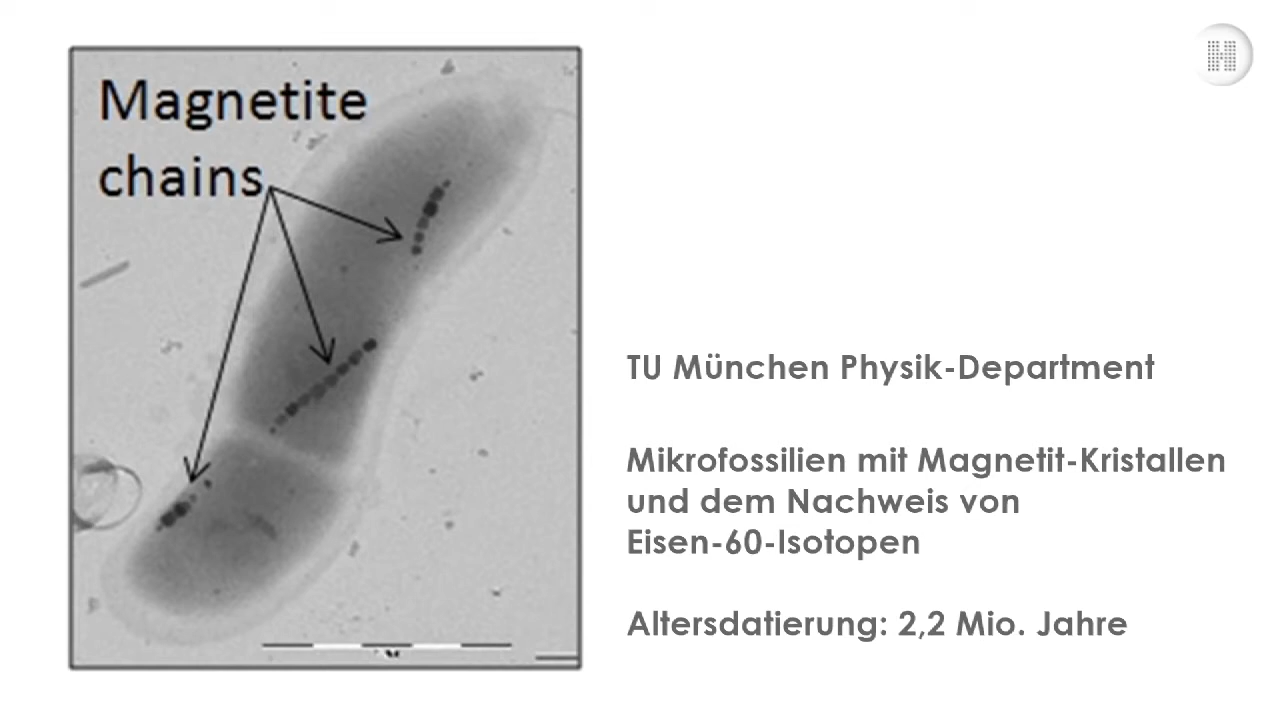 Magnetite
chains
TU München Physik-Department
Mikrofossilien mit Magnetit-Kristallen
und dem Nachweis von
Eisen-60-Isotopen
Altersdatierung: 2,2 Mio. Jahre
H